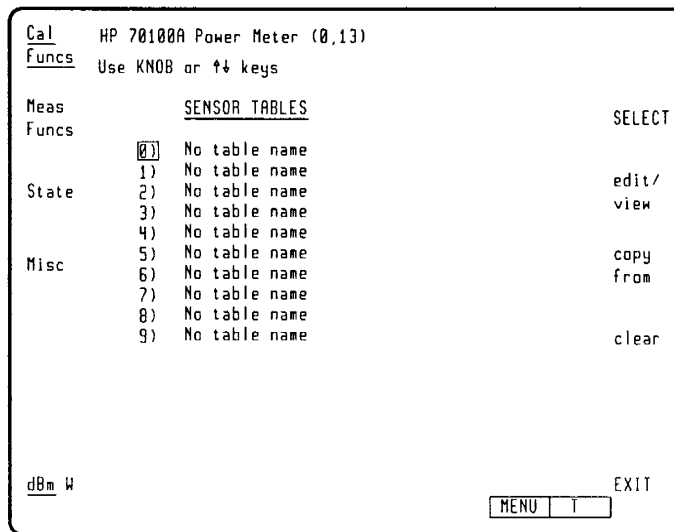 Cal Funcs
HP 70100A Power Meter (0,13)
Use KNOB or ↑↓ keys
Meas Funcs
State
Misc
dBm W
SENSOR TABLES
0) No table name
1) No table name
2) No table name
3) No table name
4) No table name
5) No table name
6) No table name
7) No table name
8) No table name
9) No table name
SELECT
edit/
view
copy
from
clear
EXIT
MENU T